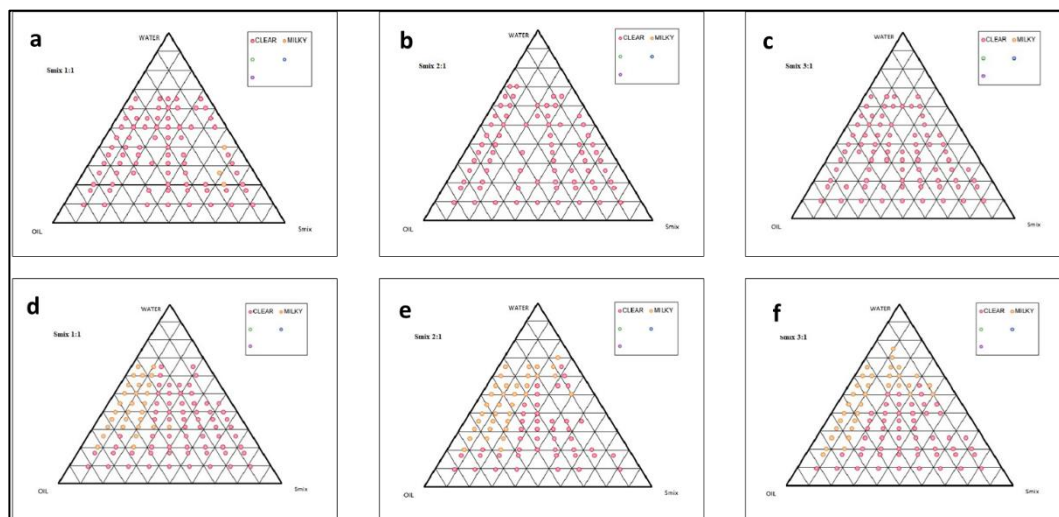 a
WATER
CLEAR MILKY
Smix 1:1
OIL
Smix
b
WATER
CLEAR MILKY
Smix 2:1
OIL
Smix
c
WATER
CLEAR MILKY
Smix 3:1
OIL
Smix
d
WATER
CLEAR MILKY
Smix 1:1
OIL
Smix
e
WATER
CLEAR MILKY
Smix 2:1
OIL
Smix
f
WATER
CLEAR MILKY
smix 3:1
OIL
Smix